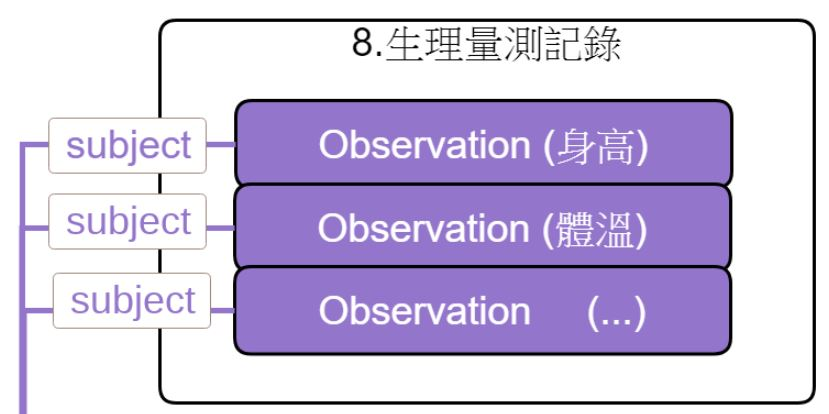 8.生理量測記錄
subject
Observation (身高)
subject
Observation (體溫)
subject
Observation (...)